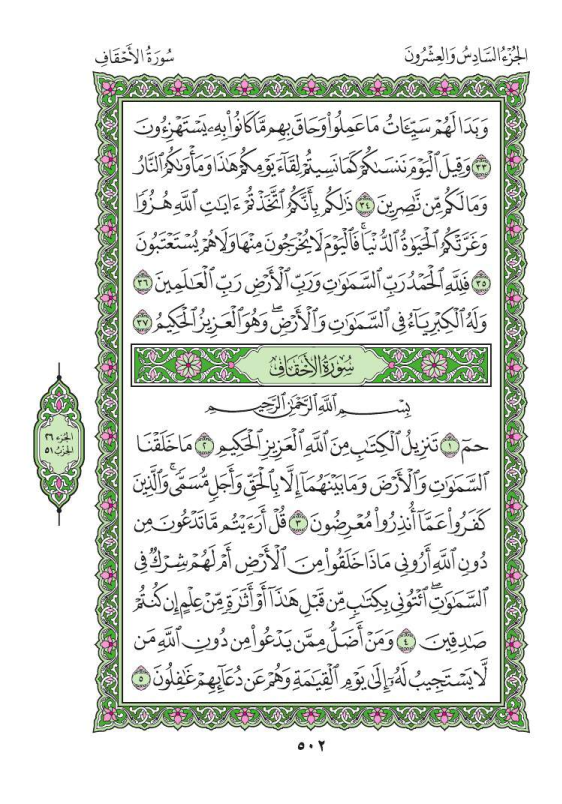 الجُزْءُ السَّادِسُ وَالعِشْرُونَ
سُورَةُ الأَحْقَافِ
وَبَدَا لَهُمْ سَيِّـَٔاتُ مَا عَمِلُوا۟ وَحَاقَ بِهِم مَّا كَانُوا۟ بِهِۦ يَسْتَهْزِءُونَ
٣٣ وَقِيلَ ٱلْيَوْمَ نَنسَىٰكُمْ كَمَا نَسِيتُمْ لِقَآءَ يَوْمِكُمْ هَٰذَا وَمَأْوَىٰكُمُ ٱلنَّارُ
وَمَا لَكُم مِّن نَّٰصِرِينَ ٣٤ ذَٰلِكُم بِأَنَّكُمُ ٱتَّخَذْتُمْ ءَايَٰتِ ٱللَّهِ هُزُوًا
وَغَرَّتْكُمُ ٱلْحَيَوٰةُ ٱلدُّنْيَا ۚ فَٱلْيَوْمَ لَا يُخْرَجُونَ مِنْهَا وَلَا هُمْ يُسْتَعْتَبُونَ
٣٥ فَلِلَّهِ ٱلْحَمْدُ رَبِّ ٱلسَّمَٰوَٰتِ وَرَبِّ ٱلْأَرْضِ رَبِّ ٱلْعَٰلَمِينَ ٣٦
وَلَهُ ٱلْكِبْرِيَآءُ فِى ٱلسَّمَٰوَٰتِ وَٱلْأَرْضِ ۖ وَهُوَ ٱلْعَزِيزُ ٱلْحَكِيمُ ٣٧
سُورَةُ الأَحْقَافِ
بِسْمِ ٱللَّهِ ٱلرَّحْمَٰنِ ٱلرَّحِيمِ
حمٓ ١ تَنزِيلُ ٱلْكِتَٰبِ مِنَ ٱللَّهِ ٱلْعَزِيزِ ٱلْحَكِيمِ ٢ مَا خَلَقْنَا
ٱلسَّمَٰوَٰتِ وَٱلْأَرْضَ وَمَا بَيْنَهُمَآ إِلَّا بِٱلْحَقِّ وَأَجَلٍ مُّسَمًّى ۚ وَٱلَّذِينَ
كَفَرُوا۟ عَمَّآ أُنذِرُوا۟ مُعْرِضُونَ ٣ قُلْ أَرَءَيْتُم مَّا تَدْعُونَ مِن
دُونِ ٱللَّهِ أَرُونِى مَاذَا خَلَقُوا۟ مِنَ ٱلْأَرْضِ أَمْ لَهُمْ شِرْكٌ فِى
ٱلسَّمَٰوَٰتِ ۖ ٱئْتُونِى بِكِتَٰبٍ مِّن قَبْلِ هَٰذَآ أَوْ أَثَٰرَةٍ مِّنْ عِلْمٍ إِن كُنتُمْ
صَٰدِقِينَ ٤ وَمَنْ أَضَلُّ مِمَّن يَدْعُوا۟ مِن دُونِ ٱللَّهِ مَن
لَّا يَسْتَجِيبُ لَهُۥٓ إِلَىٰ يَوْمِ ٱلْقِيَٰمَةِ وَهُمْ عَن دُعَآئِهِمْ غَٰفِلُونَ ٥
الجزء ٢٦
الحزب ٥١
٥٠٢